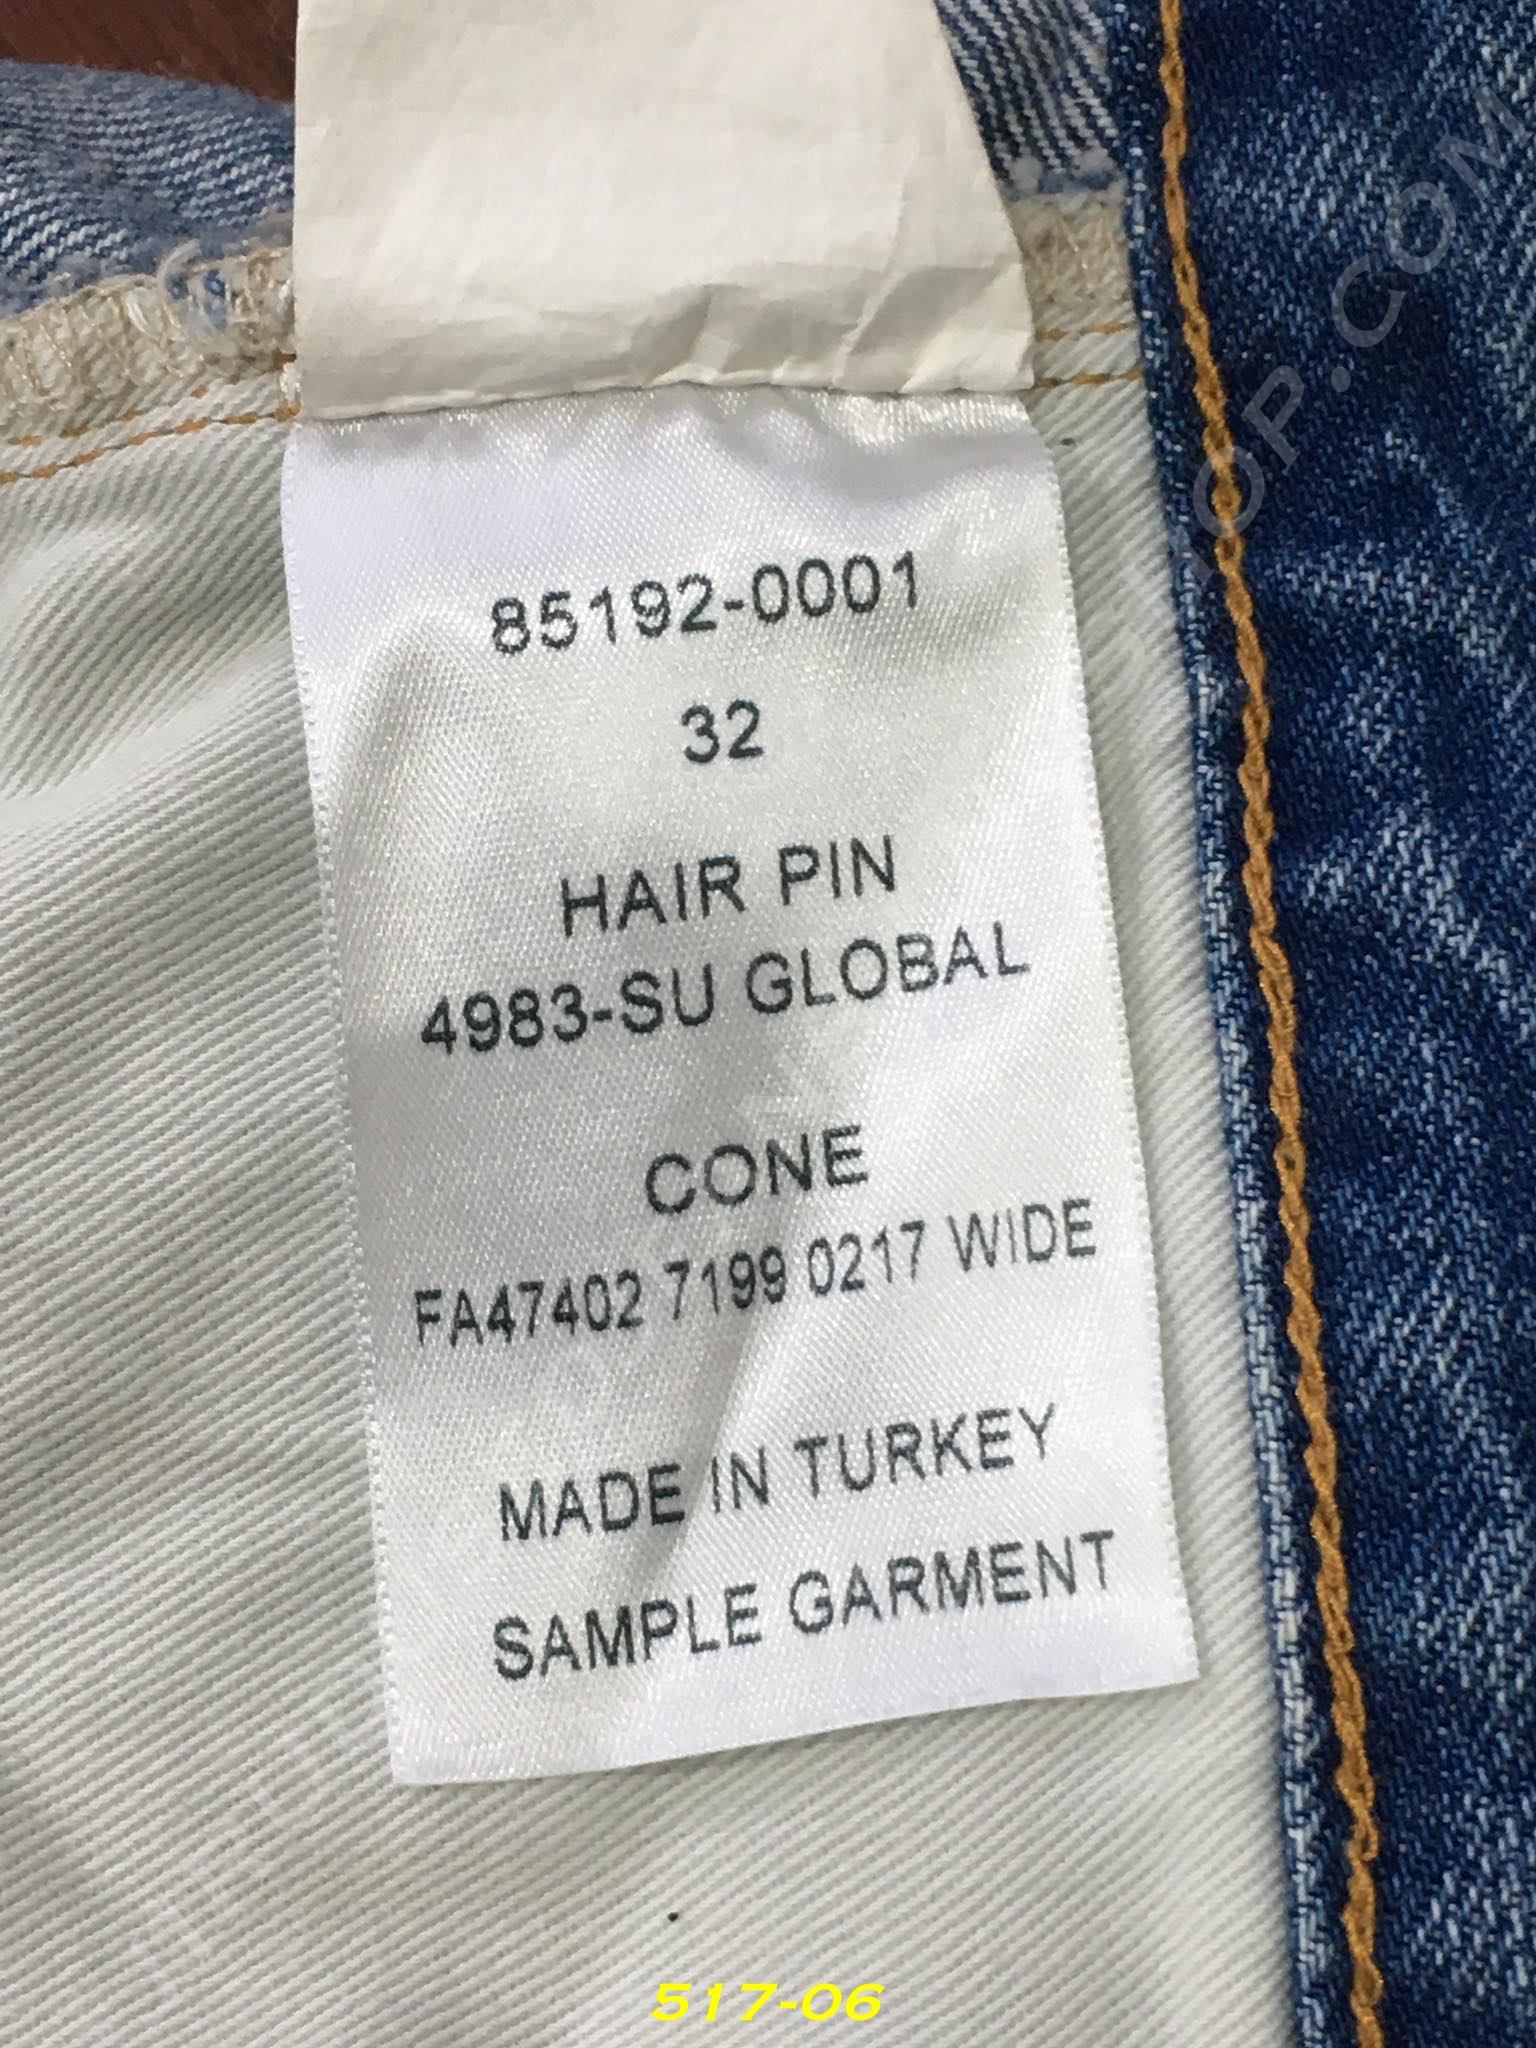 85192-0001
32
HAIR PIN
4983-SU GLOBAL
CONE
FA47402 7199 0217 WIDE
MADE IN TURKEY
SAMPLE GARMENT
517-06